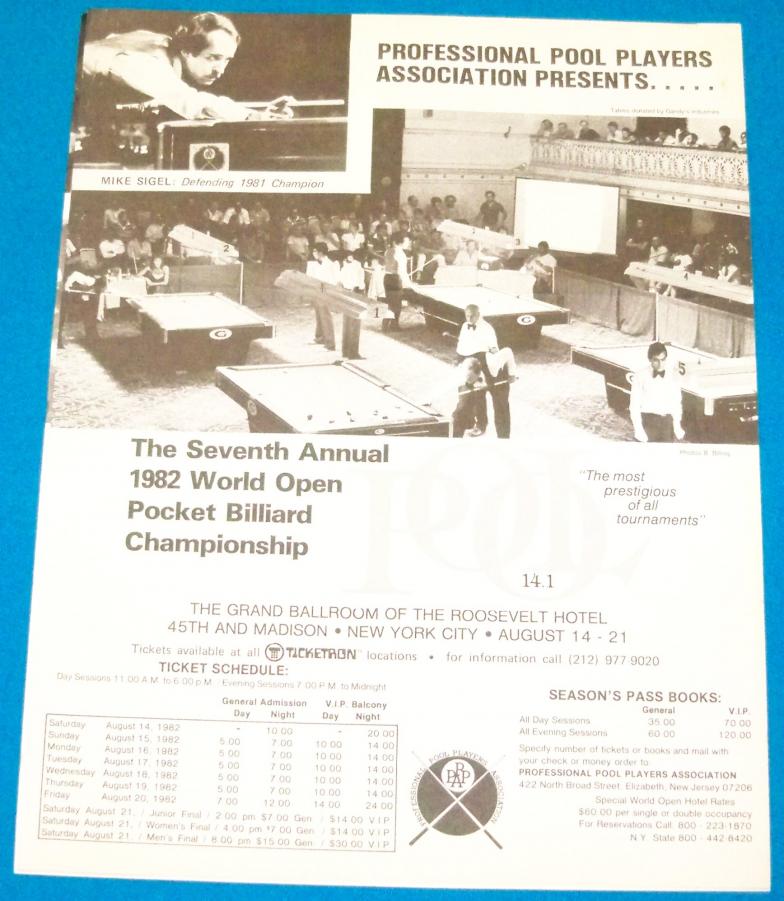 PROFESSIONAL POOL PLAYERS
ASSOCIATION PRESENTS.....
Tables donated by Gandy's Industries
MIKE SIGEL: Defending 1981 Champion
2
3
1
5
Photos B. Billing
The Seventh Annual
1982 World Open
Pocket Billiard
Championship
"The most
prestigious
of all
tournaments"
POOL
14.1
THE GRAND BALLROOM OF THE ROOSEVELT HOTEL
45TH AND MADISON • NEW YORK CITY • AUGUST 14 - 21
Tickets available at all TICKETRON locations • for information call (212) 977-9020
TICKET SCHEDULE:
Day Sessions 11:00 A.M. to 6:00 p.M. Evening Sessions 7:00 P.M. to Midnight
General Admission V.I.P. Balcony
Day Night Day Night
Saturday August 14, 1982 - 10.00 - 20.00
Sunday August 15, 1982 5.00 7.00 10.00 14.00
Monday August 16, 1982 5.00 7.00 10.00 14.00
Tuesday August 17, 1982 5.00 7.00 10.00 14.00
Wednesday August 18, 1982 5.00 7.00 10.00 14.00
Thursday August 19, 1982 5.00 7.00 10.00 14.00
Friday August 20, 1982 7.00 12.00 14.00 24.00
Saturday August 21, / Junior Final / 2:00 pm $7.00 Gen / $14.00 V.I.P.
Saturday August 21, / Women's Final / 4:00 pm $7.00 Gen / $14.00 V.I.P.
Saturday August 21, / Men's Final / 8:00 pm $15.00 Gen / $30.00 V.I.P.
PROFESSIONAL POOL PLAYERS ASSOCIATION
PPPA
SEASON'S PASS BOOKS:
General V.I.P.
All Day Sessions 35.00 70.00
All Evening Sessions 60.00 120.00
Specify number of tickets or books and mail with
your check or money order to:
PROFESSIONAL POOL PLAYERS ASSOCIATION
422 North Broad Street, Elizabeth, New Jersey 07206
Special World Open Hotel Rates
$60.00 per single or double occupancy
For Reservations Call: 800 - 223-1870
N.Y. State 800 - 442-8420